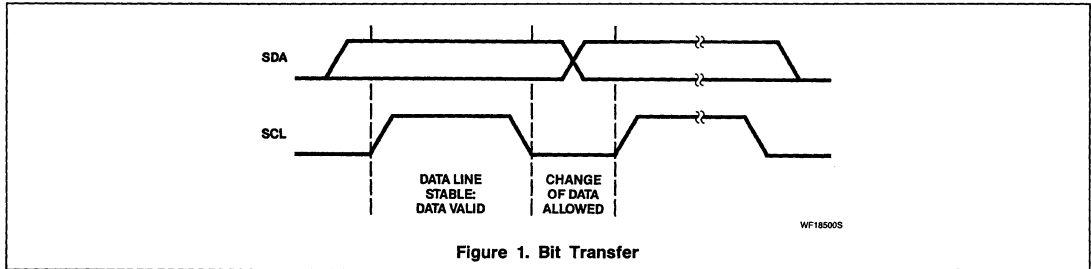 SDA
SCL
DATA LINE
STABLE:
DATA VALID
CHANGE
OF DATA
ALLOWED
WF18500S
Figure 1. Bit Transfer